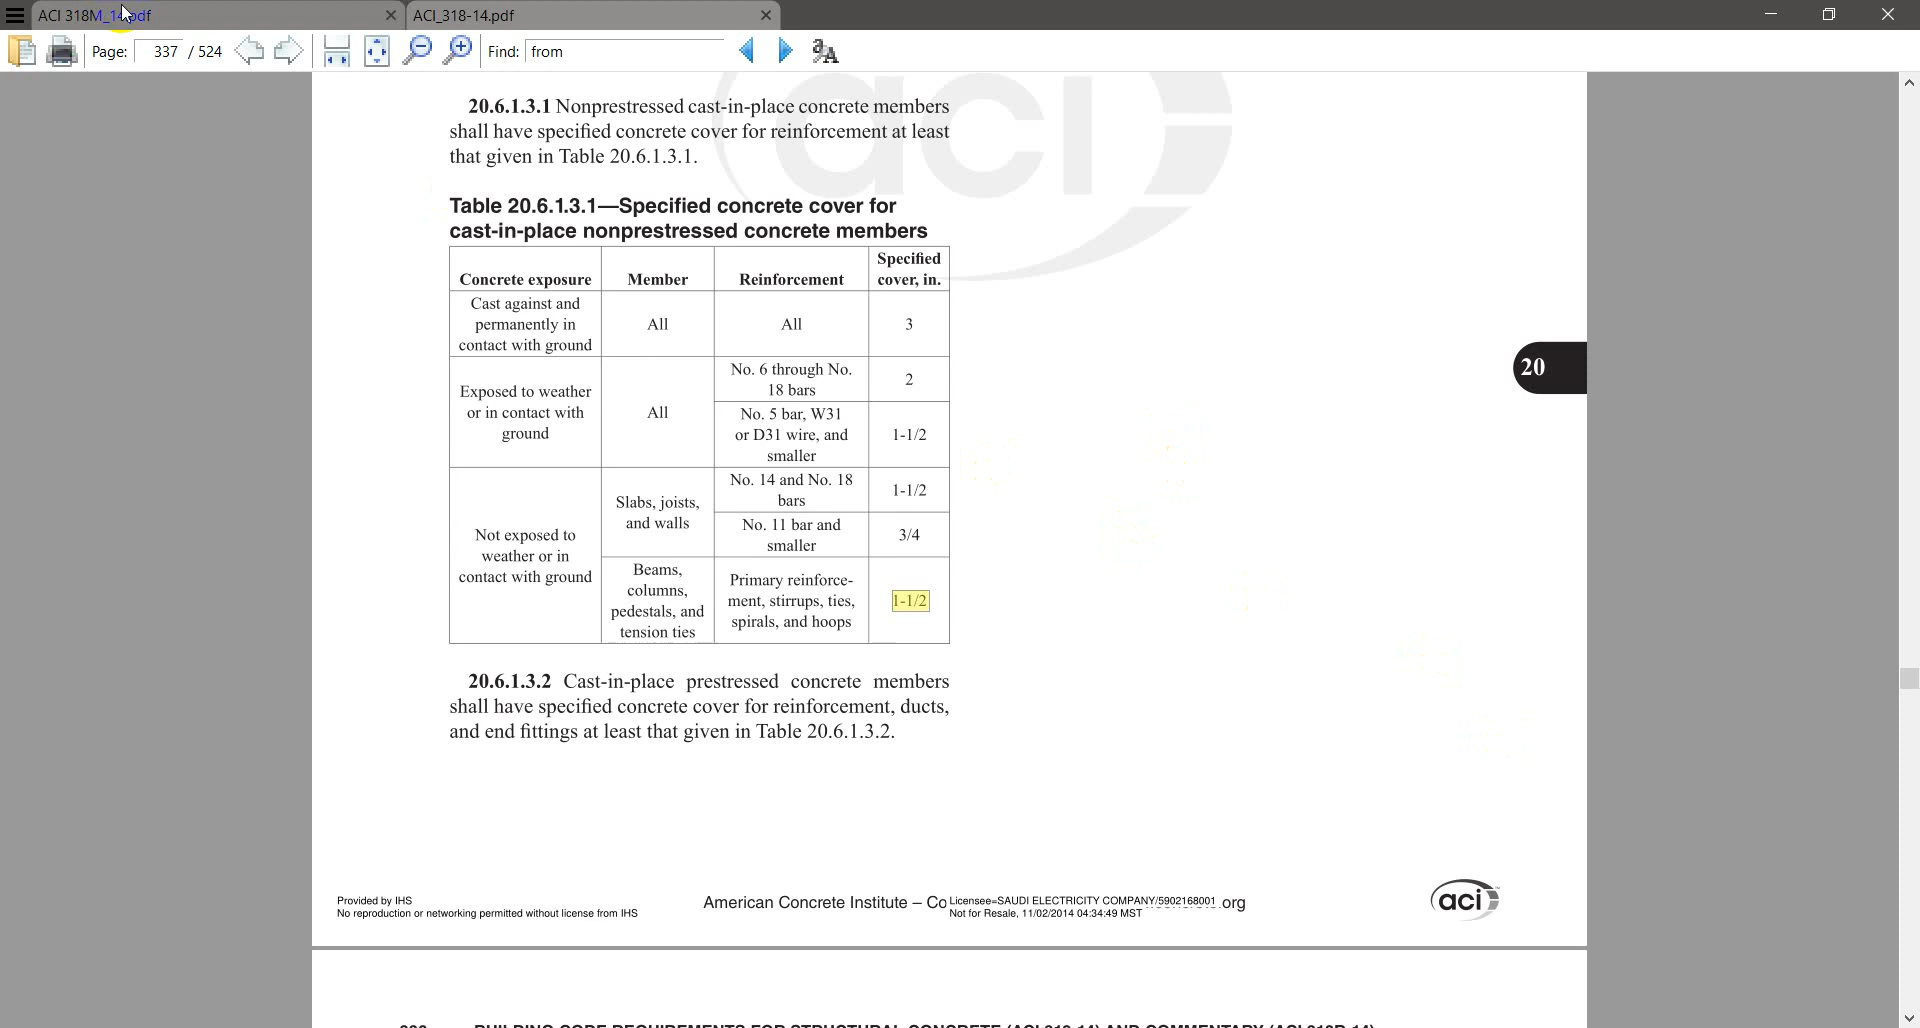 ACI 318M_14.pdf
ACI_318-14.pdf
Page: 337 / 524 Find: from
aci
20.6.1.3.1 Nonprestressed cast-in-place concrete members
shall have specified concrete cover for reinforcement at least
that given in Table 20.6.1.3.1.
Table 20.6.1.3.1—Specified concrete cover for
cast-in-place nonprestressed concrete members
Concrete exposure
Member
Reinforcement
Specified
cover, in.
Cast against and
permanently in
contact with ground
All
All
3
Exposed to weather
or in contact with
ground
All
No. 6 through No.
18 bars
2
No. 5 bar, W31
or D31 wire, and
smaller
1-1/2
Not exposed to
weather or in
contact with ground
Slabs, joists,
and walls
No. 14 and No. 18
bars
1-1/2
No. 11 bar and
smaller
3/4
Beams,
columns,
pedestals, and
tension ties
Primary reinforce-
ment, stirrups, ties,
spirals, and hoops
1-1/2
20
20.6.1.3.2 Cast-in-place prestressed concrete members
shall have specified concrete cover for reinforcement, ducts,
and end fittings at least that given in Table 20.6.1.3.2.
Provided by IHS
No reproduction or networking permitted without license from IHS
American Concrete Institute – Co
Licensee=SAUDI ELECTRICITY COMPANY/5902168001
Not for Resale, 11/02/2014 04:34:49 MST
.org
aci
BUILDING CODE REQUIREMENTS FOR STRUCTURAL CONCRETE (ACI 318-14) AND COMMENTARY (ACI 318R-14)